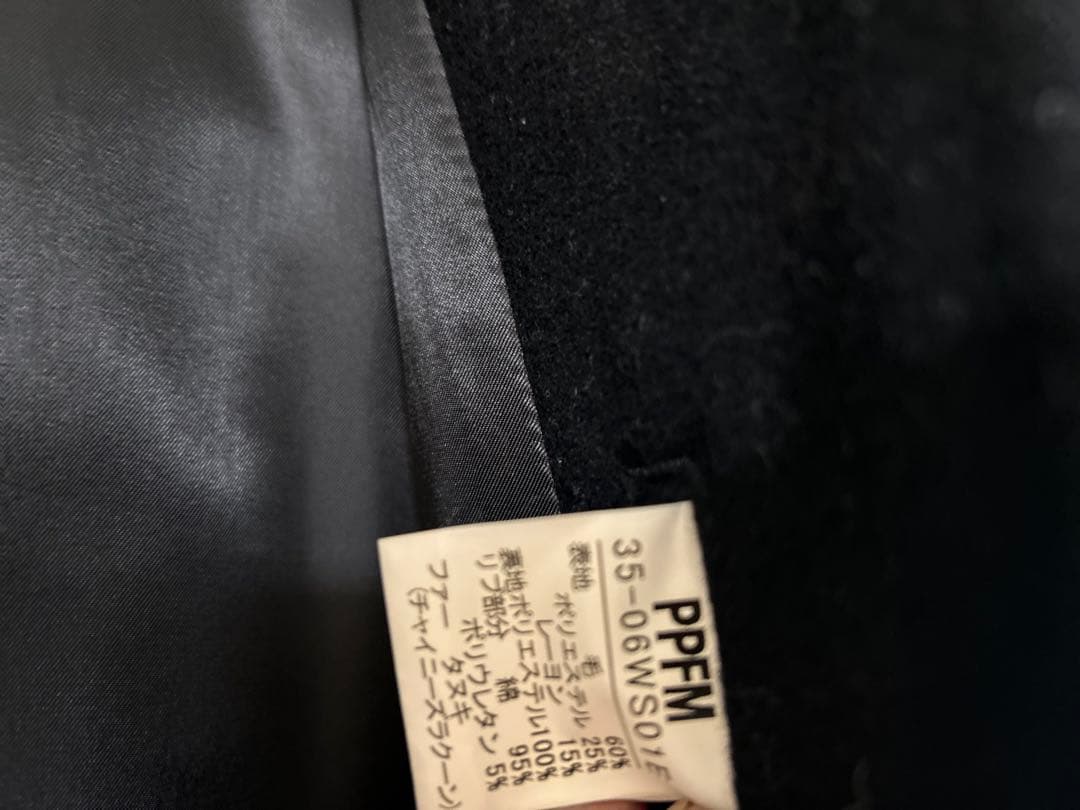 PPFM
35-06WS01E
表地 毛 60%
ポリエステル 25%
レーヨン 15%
裏地ポリエステル100%
リブ部分 綿 95%
ポリウレタン 5%
ファー タヌキ
(チャイニーズラクーン)